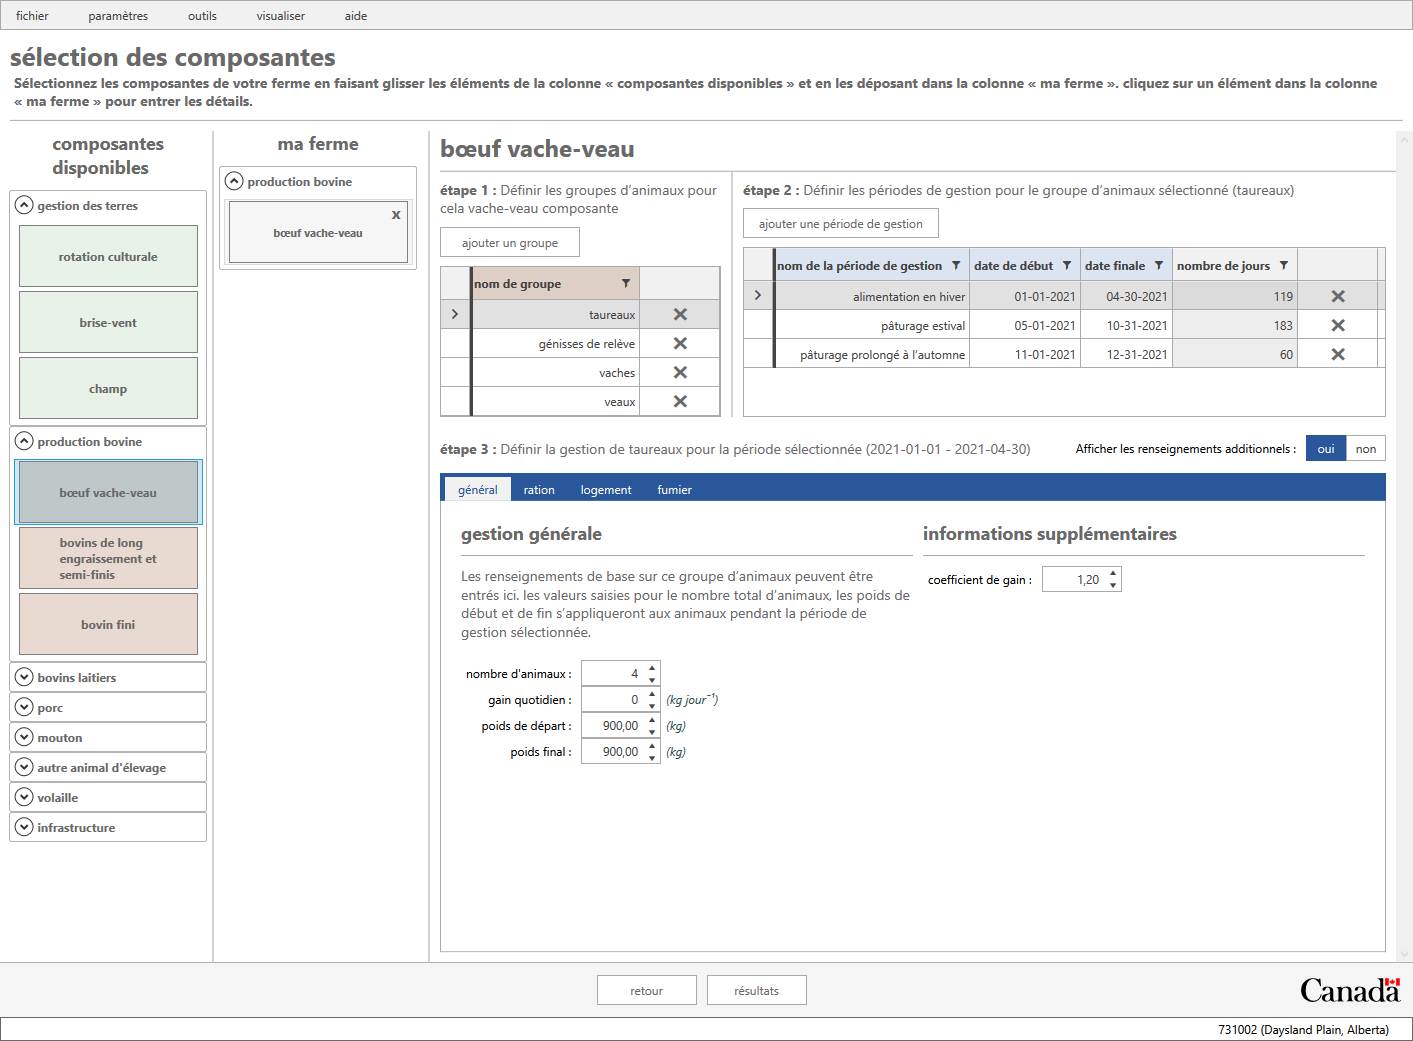 fichier paramètres outils visualiser aide
sélection des composantes
Sélectionnez les composantes de votre ferme en faisant glisser les éléments de la colonne « composantes disponibles » et en les déposant dans la colonne « ma ferme ». cliquez sur un élément dans la colonne
« ma ferme » pour entrer les détails.
composantes
disponibles
gestion des terres
rotation culturale
brise-vent
champ
production bovine
bœuf vache-veau
bovins de long
engraissement et
semi-finis
bovin fini
bovins laitiers
porc
mouton
autre animal d'élevage
volaille
infrastructure
ma ferme
production bovine
x
bœuf vache-veau
bœuf vache-veau
étape 1 : Définir les groupes d’animaux pour
cela vache-veau composante
ajouter un groupe
nom de groupe
taureaux
génisses de relève
vaches
veaux
étape 2 : Définir les périodes de gestion pour le groupe d’animaux sélectionné (taureaux)
ajouter une période de gestion
nom de la période de gestion date de début date finale nombre de jours
alimentation en hiver 01-01-2021 04-30-2021 119
pâturage estival 05-01-2021 10-31-2021 183
pâturage prolongé à l’automne 11-01-2021 12-31-2021 60
étape 3 : Définir la gestion de taureaux pour la période sélectionnée (2021-01-01 - 2021-04-30)
Afficher les renseignements additionnels : oui non
général ration logement fumier
gestion générale
Les renseignements de base sur ce groupe d’animaux peuvent être
entrés ici. les valeurs saisies pour le nombre total d’animaux, les poids de
début et de fin s’appliqueront aux animaux pendant la période de
gestion sélectionnée.
nombre d'animaux : 4
gain quotidien : 0 (kg jour⁻¹)
poids de départ : 900,00 (kg)
poids final : 900,00 (kg)
informations supplémentaires
coefficient de gain : 1,20
retour résultats
Canada
731002 (Daysland Plain, Alberta)